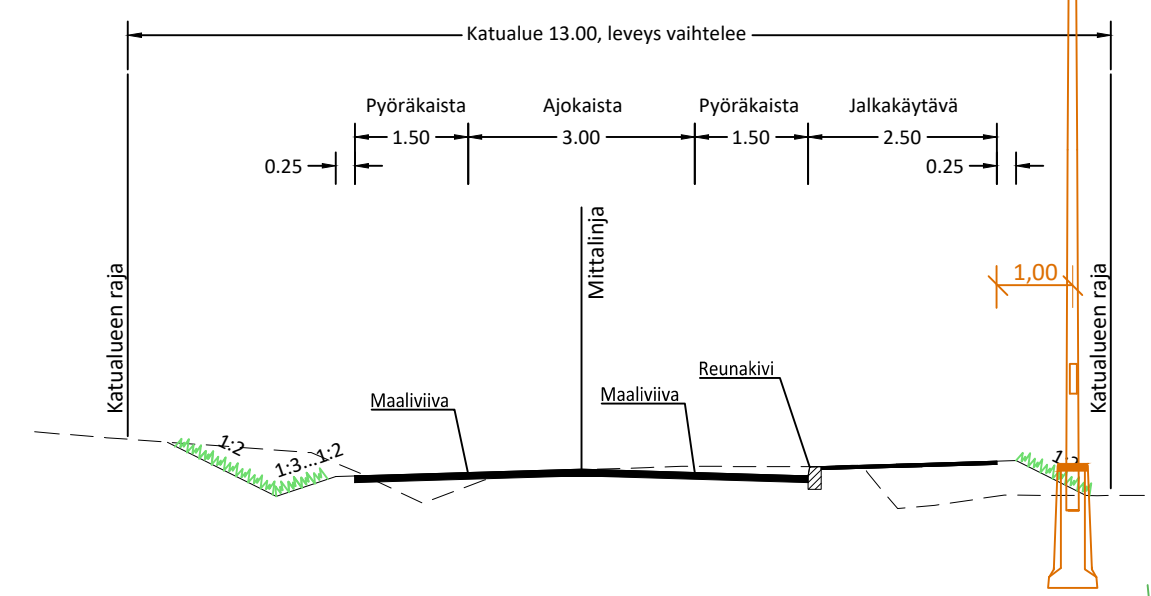 Katualue 13.00, leveys vaihtelee
Pyöräkaista
Ajokaista
Pyöräkaista
Jalkakäytävä
1.50
3.00
1.50
2.50
0.25
0.25
Mittalinja
1,00
Katualueen raja
Katualueen raja
Reunakivi
Maaliviiva
Maaliviiva
1:2
1:3...1:2